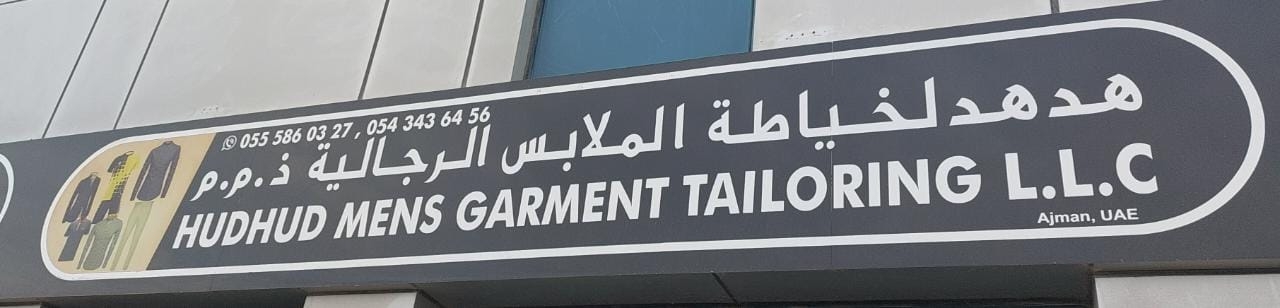 055 586 03 27 , 054 343 64 56
هدهد لخياطة الملابس الرجالية ذ.م.م
HUDHUD MENS GARMENT TAILORING L.L.C
Ajman, UAE